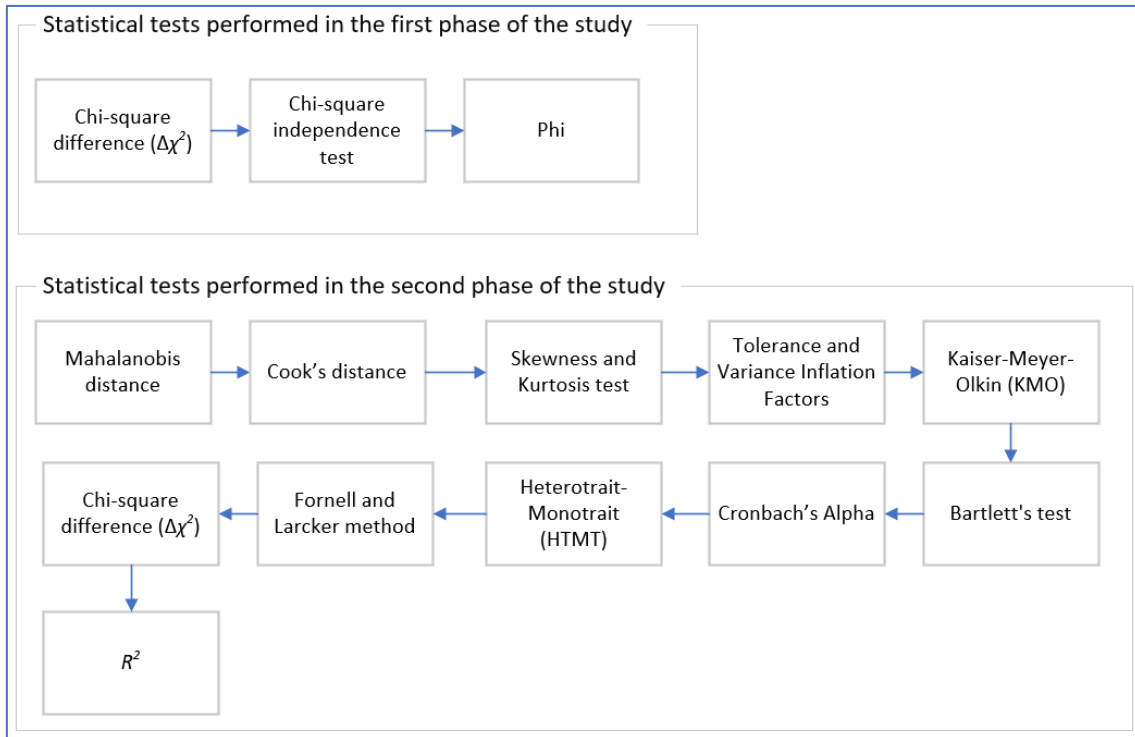 Statistical tests performed in the first phase of the study
Chi-square
difference (Δχ²)
Chi-square
independence
test
Phi
Statistical tests performed in the second phase of the study
Mahalanobis
distance
Cook’s distance
Skewness and
Kurtosis test
Tolerance and
Variance Inflation
Factors
Kaiser-Meyer-
Olkin (KMO)
Bartlett's test
Cronbach’s Alpha
Heterotrait-
Monotrait
(HTMT)
Fornell and
Larcker method
Chi-square
difference (Δχ²)
R²